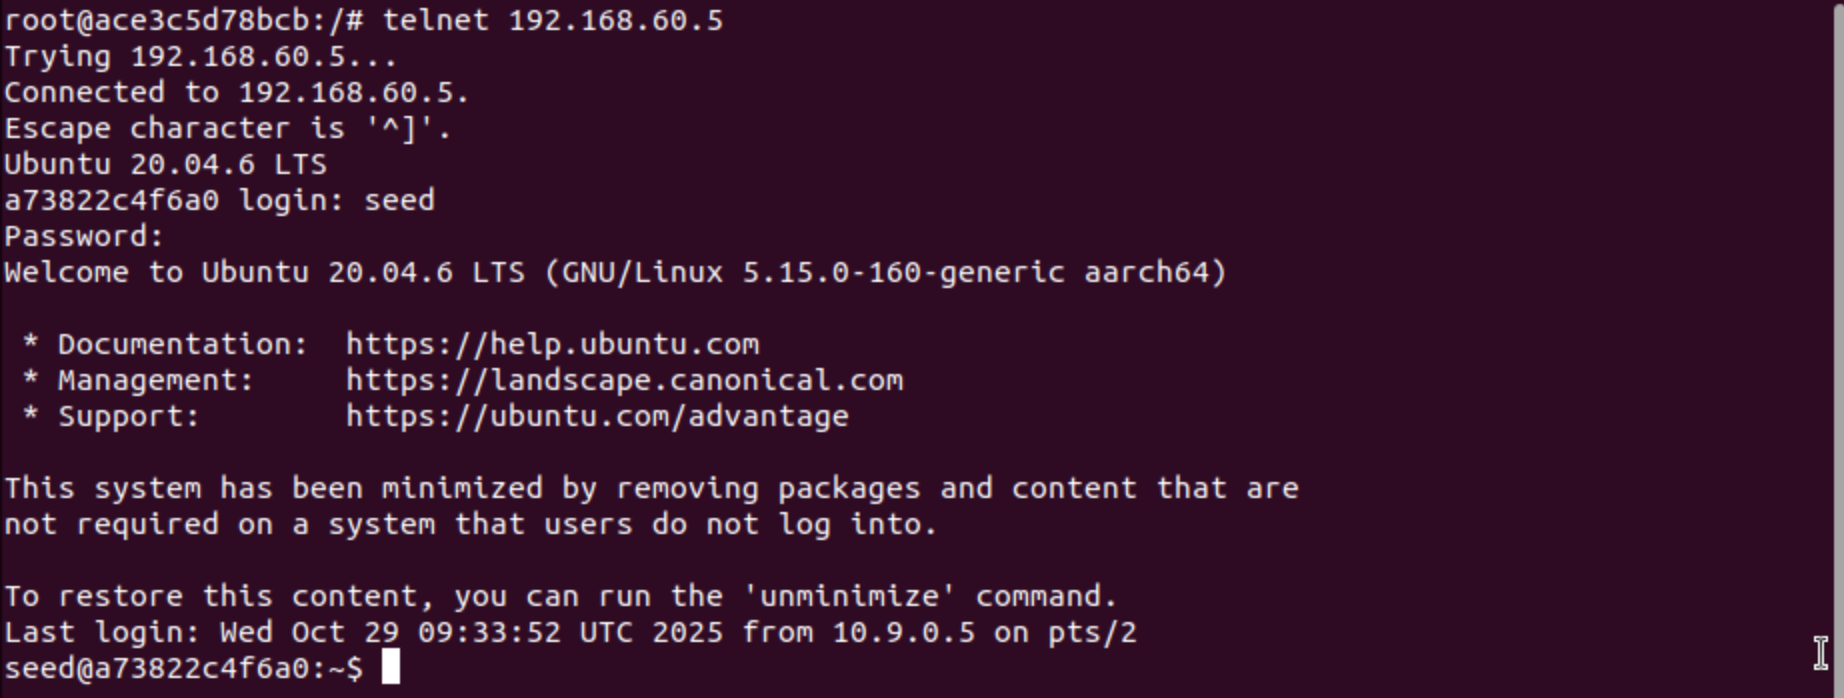 root@ace3c5d78bcb:/# telnet 192.168.60.5
Trying 192.168.60.5...
Connected to 192.168.60.5.
Escape character is '^]'.
Ubuntu 20.04.6 LTS
a73822c4f6a0 login: seed
Password:
Welcome to Ubuntu 20.04.6 LTS (GNU/Linux 5.15.0-160-generic aarch64)

 * Documentation:  https://help.ubuntu.com
 * Management:     https://landscape.canonical.com
 * Support:        https://ubuntu.com/advantage

This system has been minimized by removing packages and content that are
not required on a system that users do not log into.

To restore this content, you can run the 'unminimize' command.
Last login: Wed Oct 29 09:33:52 UTC 2025 from 10.9.0.5 on pts/2
seed@a73822c4f6a0:~$